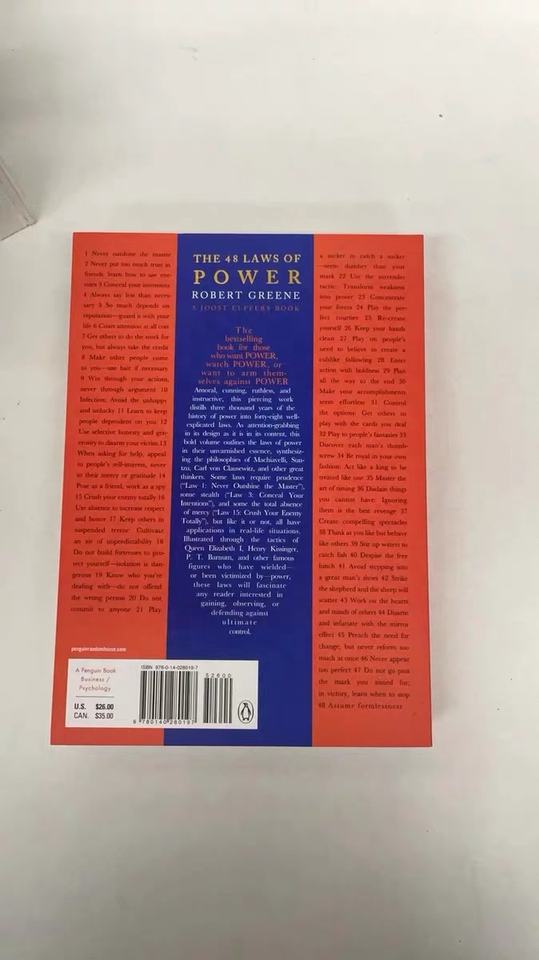 1 Never outshine the master
2 Never put too much trust in
friends; learn how to use ene-
mies 3 Conceal your intentions
4 Always say less than neces-
sary 5 So much depends on
reputation—guard it with your
life 6 Court attention at all cost
7 Get others to do the work for
you, but always take the credit
8 Make other people come
to you—use bait if necessary
9 Win through your actions,
never through argument 10
Infection: Avoid the unhappy
and unlucky 11 Learn to keep
people dependent on you 12
Use selective honesty and gen-
erosity to disarm your victim 13
When asking for help, appeal
to people's self-interest, never
to their mercy or gratitude 14
Pose as a friend, work as a spy
15 Crush your enemy totally 16
Use absence to increase respect
and honor 17 Keep others in
suspended terror: Cultivate
an air of unpredictability 18
Do not build fortresses to pro-
tect yourself—isolation is dan-
gerous 19 Know who you're
dealing with—do not offend
the wrong person 20 Do not
commit to anyone 21 Play
penguinrandomhouse.com
A Penguin Book
Business /
Psychology
U.S. $26.00
CAN. $35.00
ISBN 978-0-14-028019-7
52600
9 780140 280197
THE 48 LAWS OF
POWER
ROBERT GREENE
A JOOST ELFFERS BOOK
The
bestselling
book for those
who want POWER,
watch POWER, or
want to arm them-
selves against POWER
Amoral, cunning, ruthless, and
instructive, this piercing work
distills three thousand years of the
history of power into forty-eight well-
explicated laws. As attention-grabbing
in its design as it is in its content, this
bold volume outlines the laws of power
in their unvarnished essence, synthesiz-
ing the philosophies of Machiavelli, Sun-
tzu, Carl von Clausewitz, and other great
thinkers. Some laws require prudence
("Law 1: Never Outshine the Master"),
some stealth ("Law 3: Conceal Your
Intentions"), and some the total absence
of mercy ("Law 15: Crush Your Enemy
Totally"), but like it or not, all have
applications in real-life situations.
Illustrated through the tactics of
Queen Elizabeth I, Henry Kissinger,
P. T. Barnum, and other famous
figures who have wielded—
or been victimized by—power,
these laws will fascinate
any reader interested in
gaining, observing, or
defending against
ultimate
control.
a sucker to catch a sucker
—seem dumber than your
mark 22 Use the surrender
tactic: Transform weakness
into power 23 Concentrate
your forces 24 Play the per-
fect courtier 25 Re-create
yourself 26 Keep your hands
clean 27 Play on people's
need to believe to create a
cultlike following 28 Enter
action with boldness 29 Plan
all the way to the end 30
Make your accomplishments
seem effortless 31 Control
the options: Get others to
play with the cards you deal
32 Play to people's fantasies 33
Discover each man's thumb-
screw 34 Be royal in your own
fashion: Act like a king to be
treated like one 35 Master the
art of timing 36 Disdain things
you cannot have: Ignoring
them is the best revenge 37
Create compelling spectacles
38 Think as you like but behave
like others 39 Stir up waters to
catch fish 40 Despise the free
lunch 41 Avoid stepping into
a great man's shoes 42 Strike
the shepherd and the sheep will
scatter 43 Work on the hearts
and minds of others 44 Disarm
and infuriate with the mirror
effect 45 Preach the need for
change, but never reform too
much at once 46 Never appear
too perfect 47 Do not go past
the mark you aimed for;
in victory, learn when to stop
48 Assume formlessness